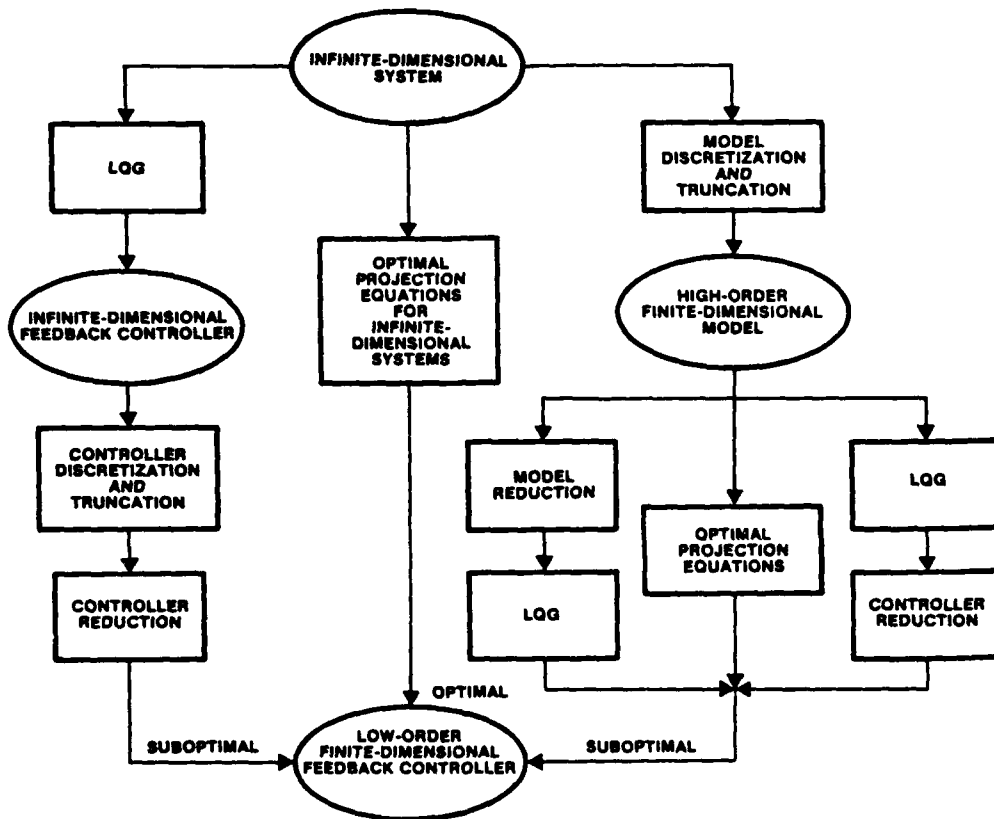 INFINITE-DIMENSIONAL
SYSTEM
LQG
MODEL
DISCRETIZATION
AND
TRUNCATION
OPTIMAL
PROJECTION
EQUATIONS
FOR
INFINITE-
DIMENSIONAL
SYSTEMS
INFINITE-DIMENSIONAL
FEEDBACK CONTROLLER
HIGH-ORDER
FINITE-DIMENSIONAL
MODEL
CONTROLLER
DISCRETIZATION
AND
TRUNCATION
MODEL
REDUCTION
LQG
OPTIMAL
PROJECTION
EQUATIONS
CONTROLLER
REDUCTION
LQG
CONTROLLER
REDUCTION
OPTIMAL
SUBOPTIMAL
LOW-ORDER
FINITE-DIMENSIONAL
FEEDBACK CONTROLLER
SUBOPTIMAL